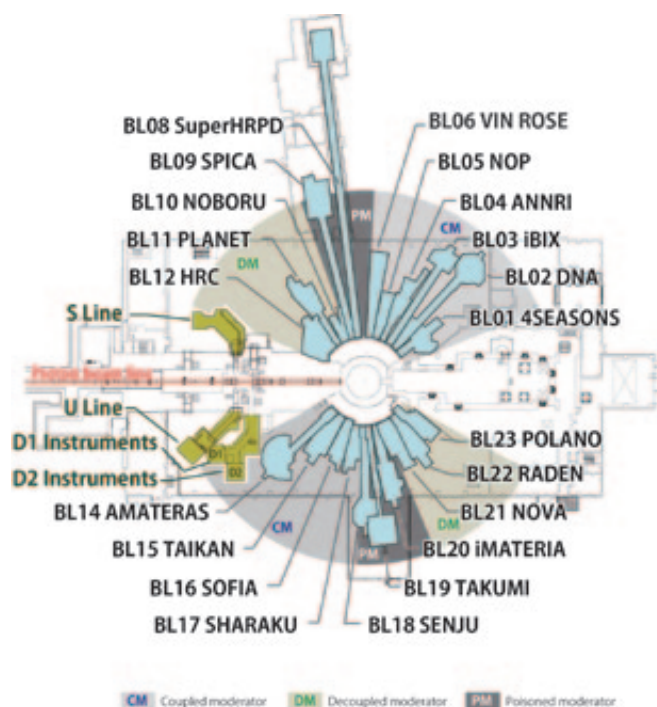 BL08 SuperHRPD
BL06 VIN ROSE
BL09 SPICA
BL05 NOP
BL10 NOBORU
BL04 ANNRI
PM
CM
BL11 PLANET
BL03 iBIX
DM
BL12 HRC
BL02 DNA
S Line
BL01 4SEASONS
Proton Beam line
U Line
D1 Instruments
D1
D2 Instruments
D2
BL23 POLANO
BL22 RADEN
BL14 AMATERAS
BL21 NOVA
CM
DM
BL15 TAIKAN
PM
BL20 iMATERIA
BL16 SOFIA
BL19 TAKUMI
BL17 SHARAKU
BL18 SENJU
CM Coupled moderator
DM Decoupled moderator
PM Poisoned moderator